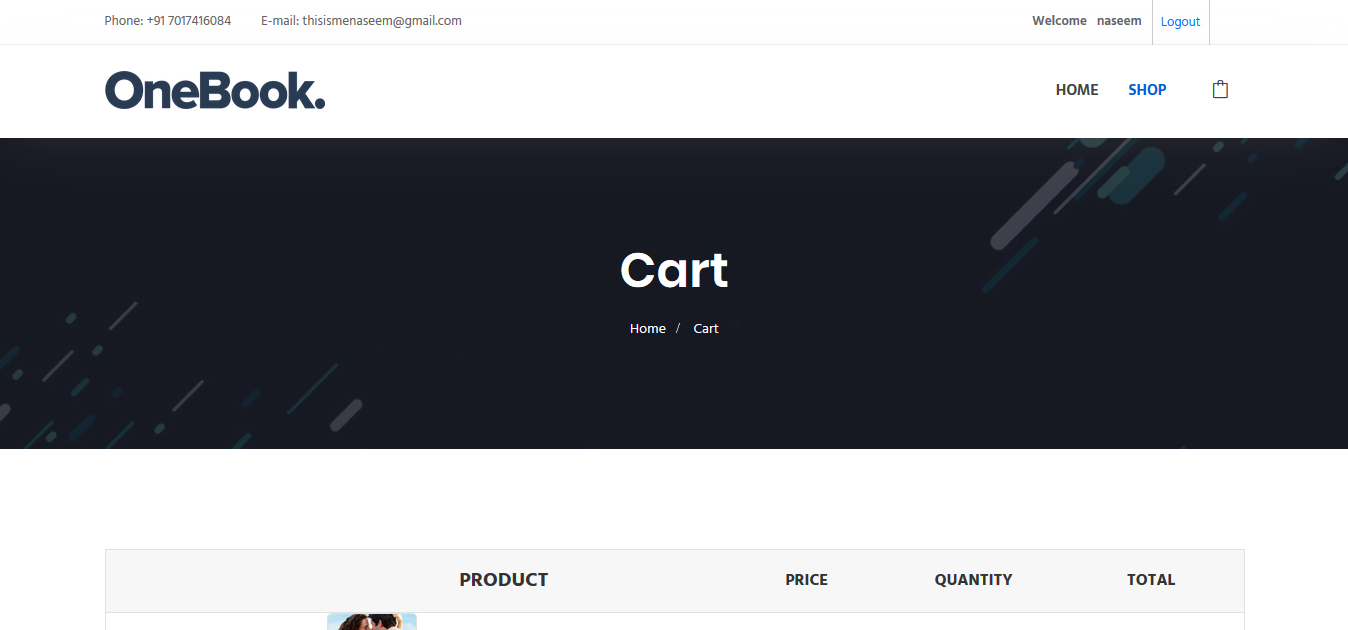 Phone: +91 7017416084 E-mail: thisismenaseem@gmail.com Welcome naseem Logout
OneBook. HOME SHOP
Cart
Home / Cart
PRODUCT PRICE QUANTITY TOTAL